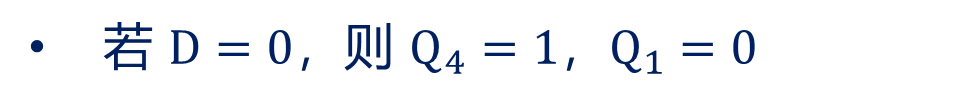 • 若 D = 0，则 Q₄ = 1，Q₁ = 0